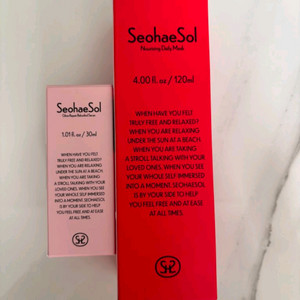 SeohaeSol
1.01 fl. oz / 30ml
WHEN HAVE YOU FELT
TRULY FREE AND RELAXED?
WHEN YOU ARE RELAXING
UNDER THE SUN AT A BEACH.
WHEN YOU ARE TAKING
A STROLL TALKING WITH YOUR
LOVED ONES. WHEN YOU SEE
YOUR WHOLE SELF IMMERSED
INTO A MOMENT. SEOHAESOL
IS BY YOUR SIDE TO HELP
YOU FEEL FREE AND AT EASE
AT ALL TIMES.
SeohaeSol
Nourishing Daily Mask
4.00 fl. oz / 120ml
WHEN HAVE YOU FELT
TRULY FREE AND RELAXED?
WHEN YOU ARE RELAXING
UNDER THE SUN AT A BEACH.
WHEN YOU ARE TAKING
A STROLL TALKING WITH YOUR
LOVED ONES. WHEN YOU SEE
YOUR WHOLE SELF IMMERSED
INTO A MOMENT. SEOHAESOL
IS BY YOUR SIDE TO HELP
YOU FEEL FREE AND AT EASE
AT ALL TIMES.